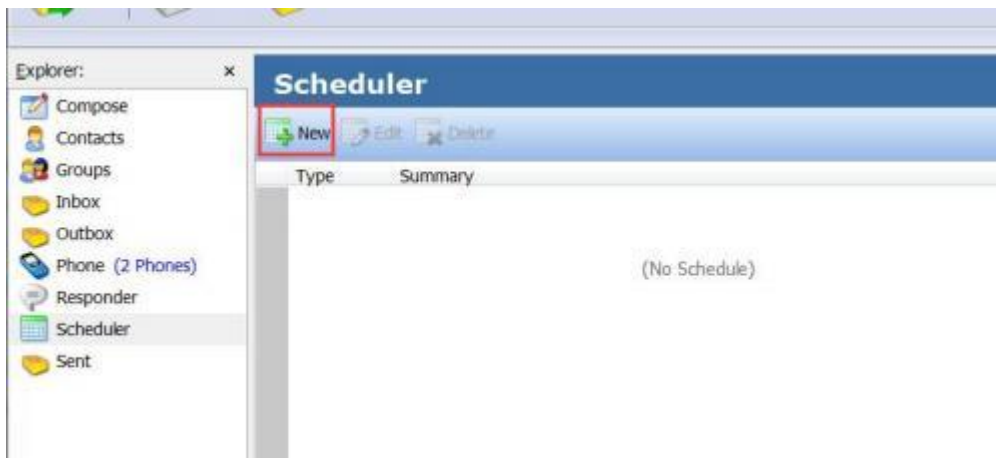 Explorer: x
Compose
Contacts
Groups
Inbox
Outbox
Phone (2 Phones)
Responder
Scheduler
Sent
Scheduler
New Edit Delete
Type Summary
(No Schedule)